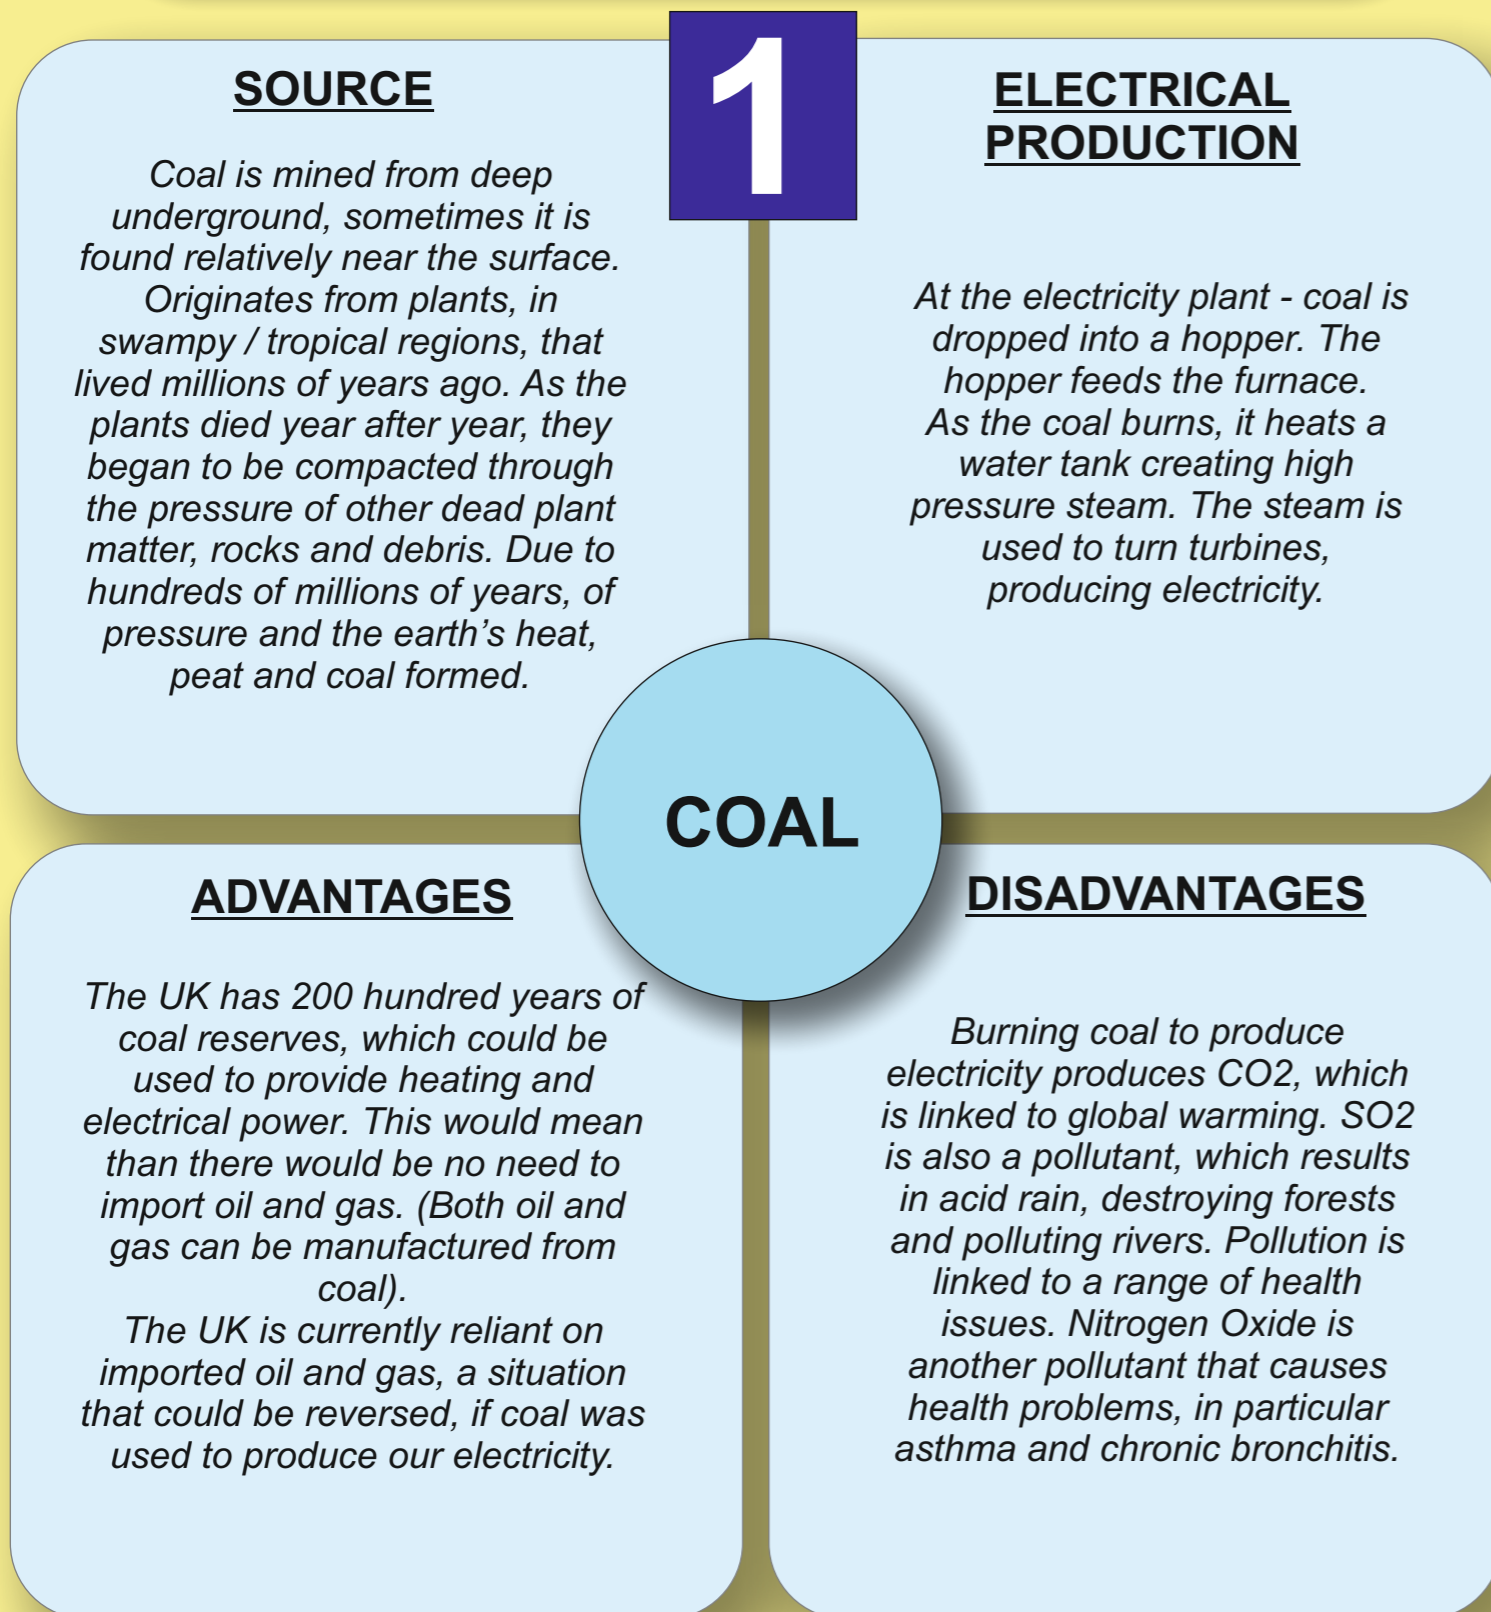 1
SOURCE
Coal is mined from deep
underground, sometimes it is
found relatively near the surface.
Originates from plants, in
swampy / tropical regions, that
lived millions of years ago. As the
plants died year after year, they
began to be compacted through
the pressure of other dead plant
matter, rocks and debris. Due to
hundreds of millions of years, of
pressure and the earth's heat,
peat and coal formed.
ELECTRICAL
PRODUCTION
At the electricity plant - coal is
dropped into a hopper. The
hopper feeds the furnace.
As the coal burns, it heats a
water tank creating high
pressure steam. The steam is
used to turn turbines,
producing electricity.
COAL
ADVANTAGES
The UK has 200 hundred years of
coal reserves, which could be
used to provide heating and
electrical power. This would mean
than there would be no need to
import oil and gas. (Both oil and
gas can be manufactured from
coal).
The UK is currently reliant on
imported oil and gas, a situation
that could be reversed, if coal was
used to produce our electricity.
DISADVANTAGES
Burning coal to produce
electricity produces CO2, which
is linked to global warming. SO2
is also a pollutant, which results
in acid rain, destroying forests
and polluting rivers. Pollution is
linked to a range of health
issues. Nitrogen Oxide is
another pollutant that causes
health problems, in particular
asthma and chronic bronchitis.